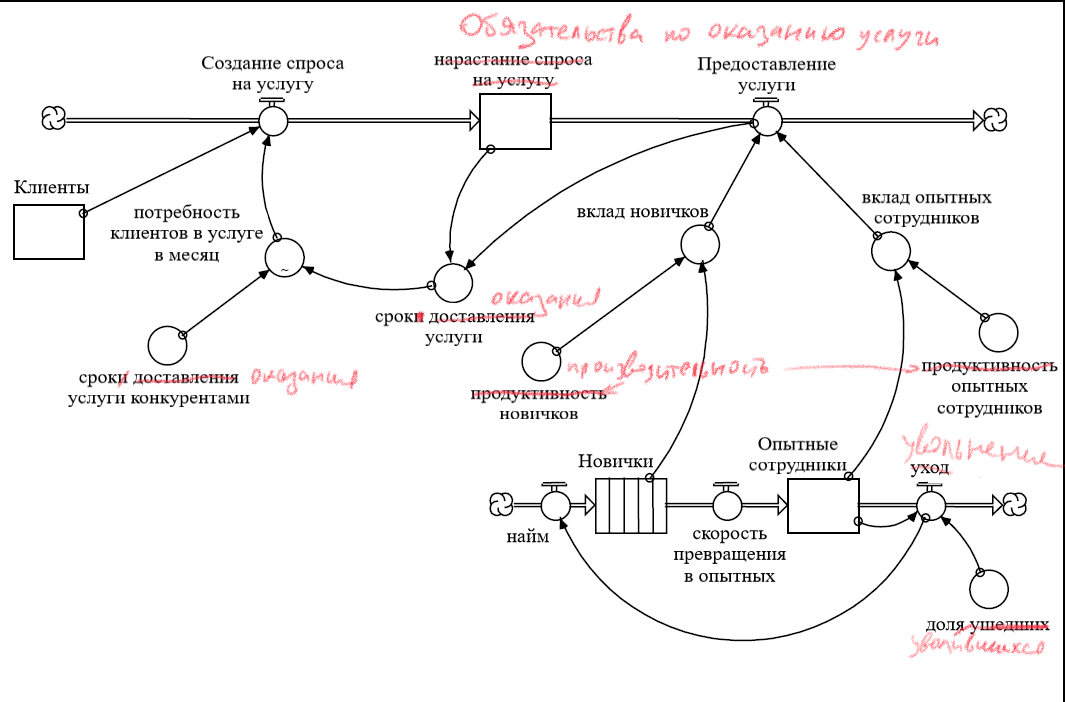 Обязательства по оказанию услуги
Создание спроса
на услугу
нарастание спроса
на услугу
Предоставление
услуги
Клиенты
потребность
клиентов в услуге
в месяц
вклад новичков
вклад опытных
сотрудников
оказания
сроки доставления
услуги
сроки доставления оказания
услуги конкурентами
производительность
продуктивность
новичков
продуктивность
опытных
сотрудников
Новички
Опытные
сотрудники
увольнения
уход
найм
скорость
превращения
в опытных
~
доля ушедших
уволившихся